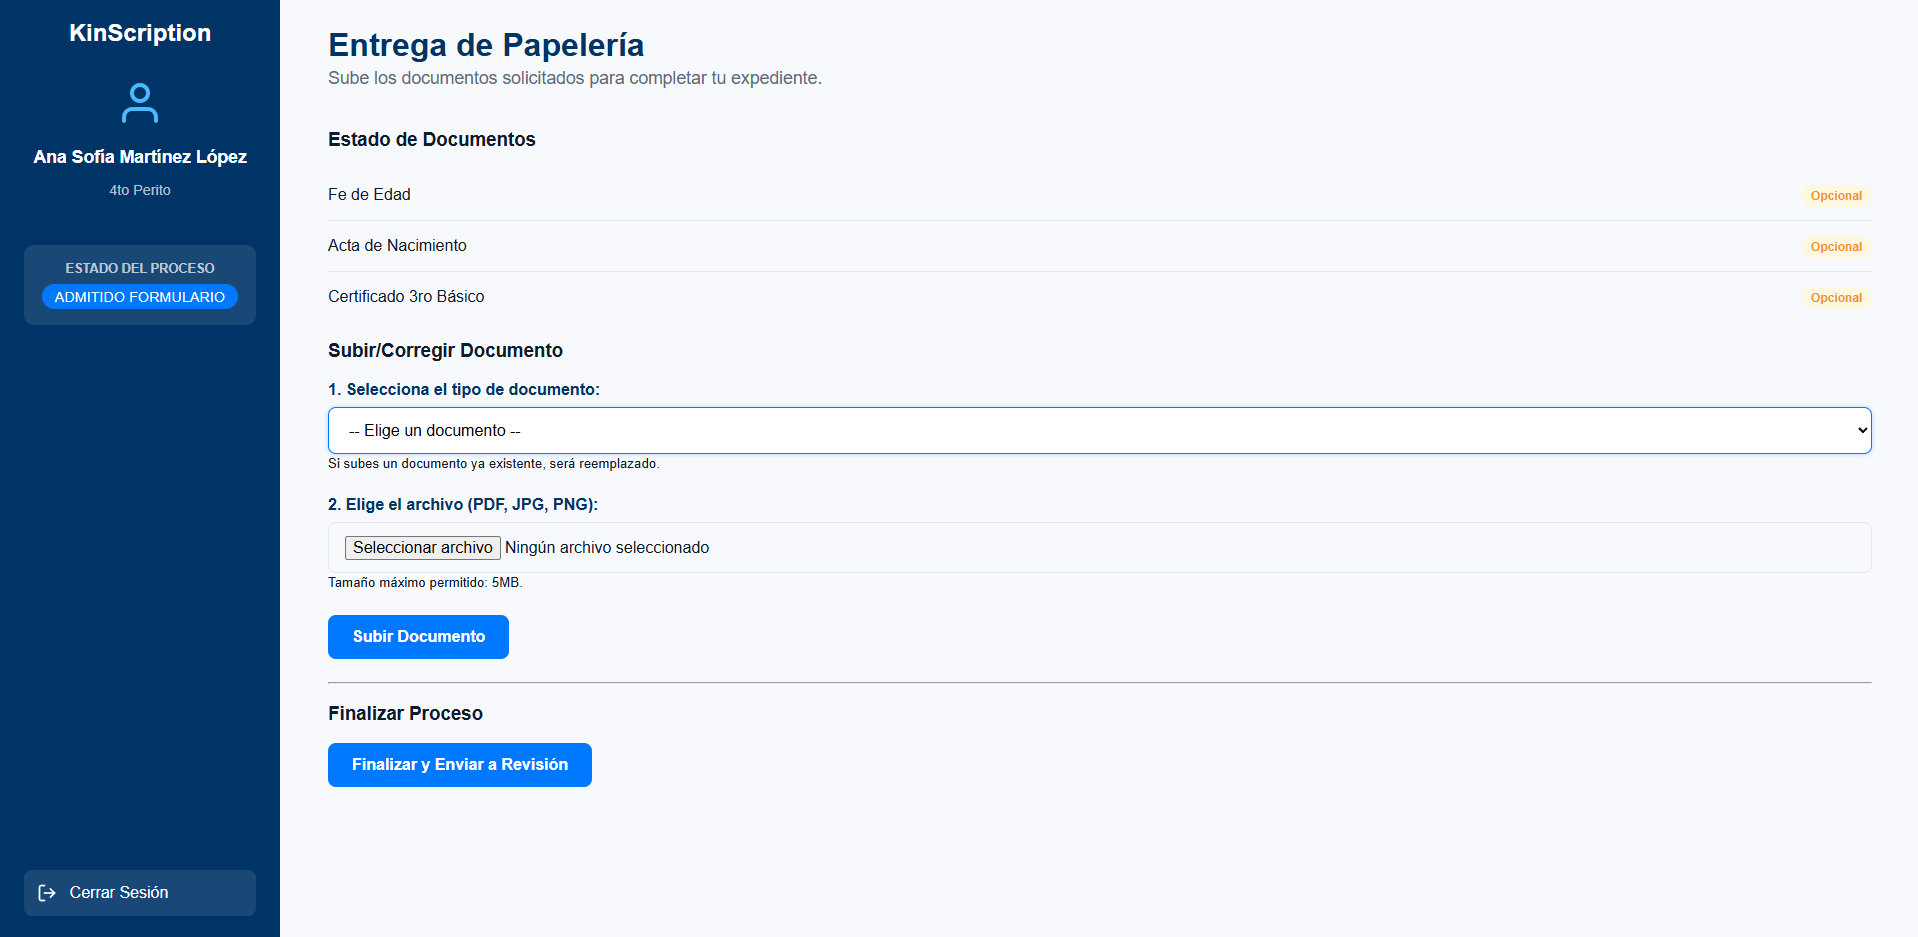 KinScription
Ana Sofía Martínez López
4to Perito
ESTADO DEL PROCESO
ADMITIDO FORMULARIO
Cerrar Sesión
Entrega de Papelería
Sube los documentos solicitados para completar tu expediente.
Estado de Documentos
Fe de Edad Opcional
Acta de Nacimiento Opcional
Certificado 3ro Básico Opcional
Subir/Corregir Documento
1. Selecciona el tipo de documento:
-- Elige un documento --
Si subes un documento ya existente, será reemplazado.
2. Elige el archivo (PDF, JPG, PNG):
Seleccionar archivo Ningún archivo seleccionado
Tamaño máximo permitido: 5MB.
Subir Documento
Finalizar Proceso
Finalizar y Enviar a Revisión